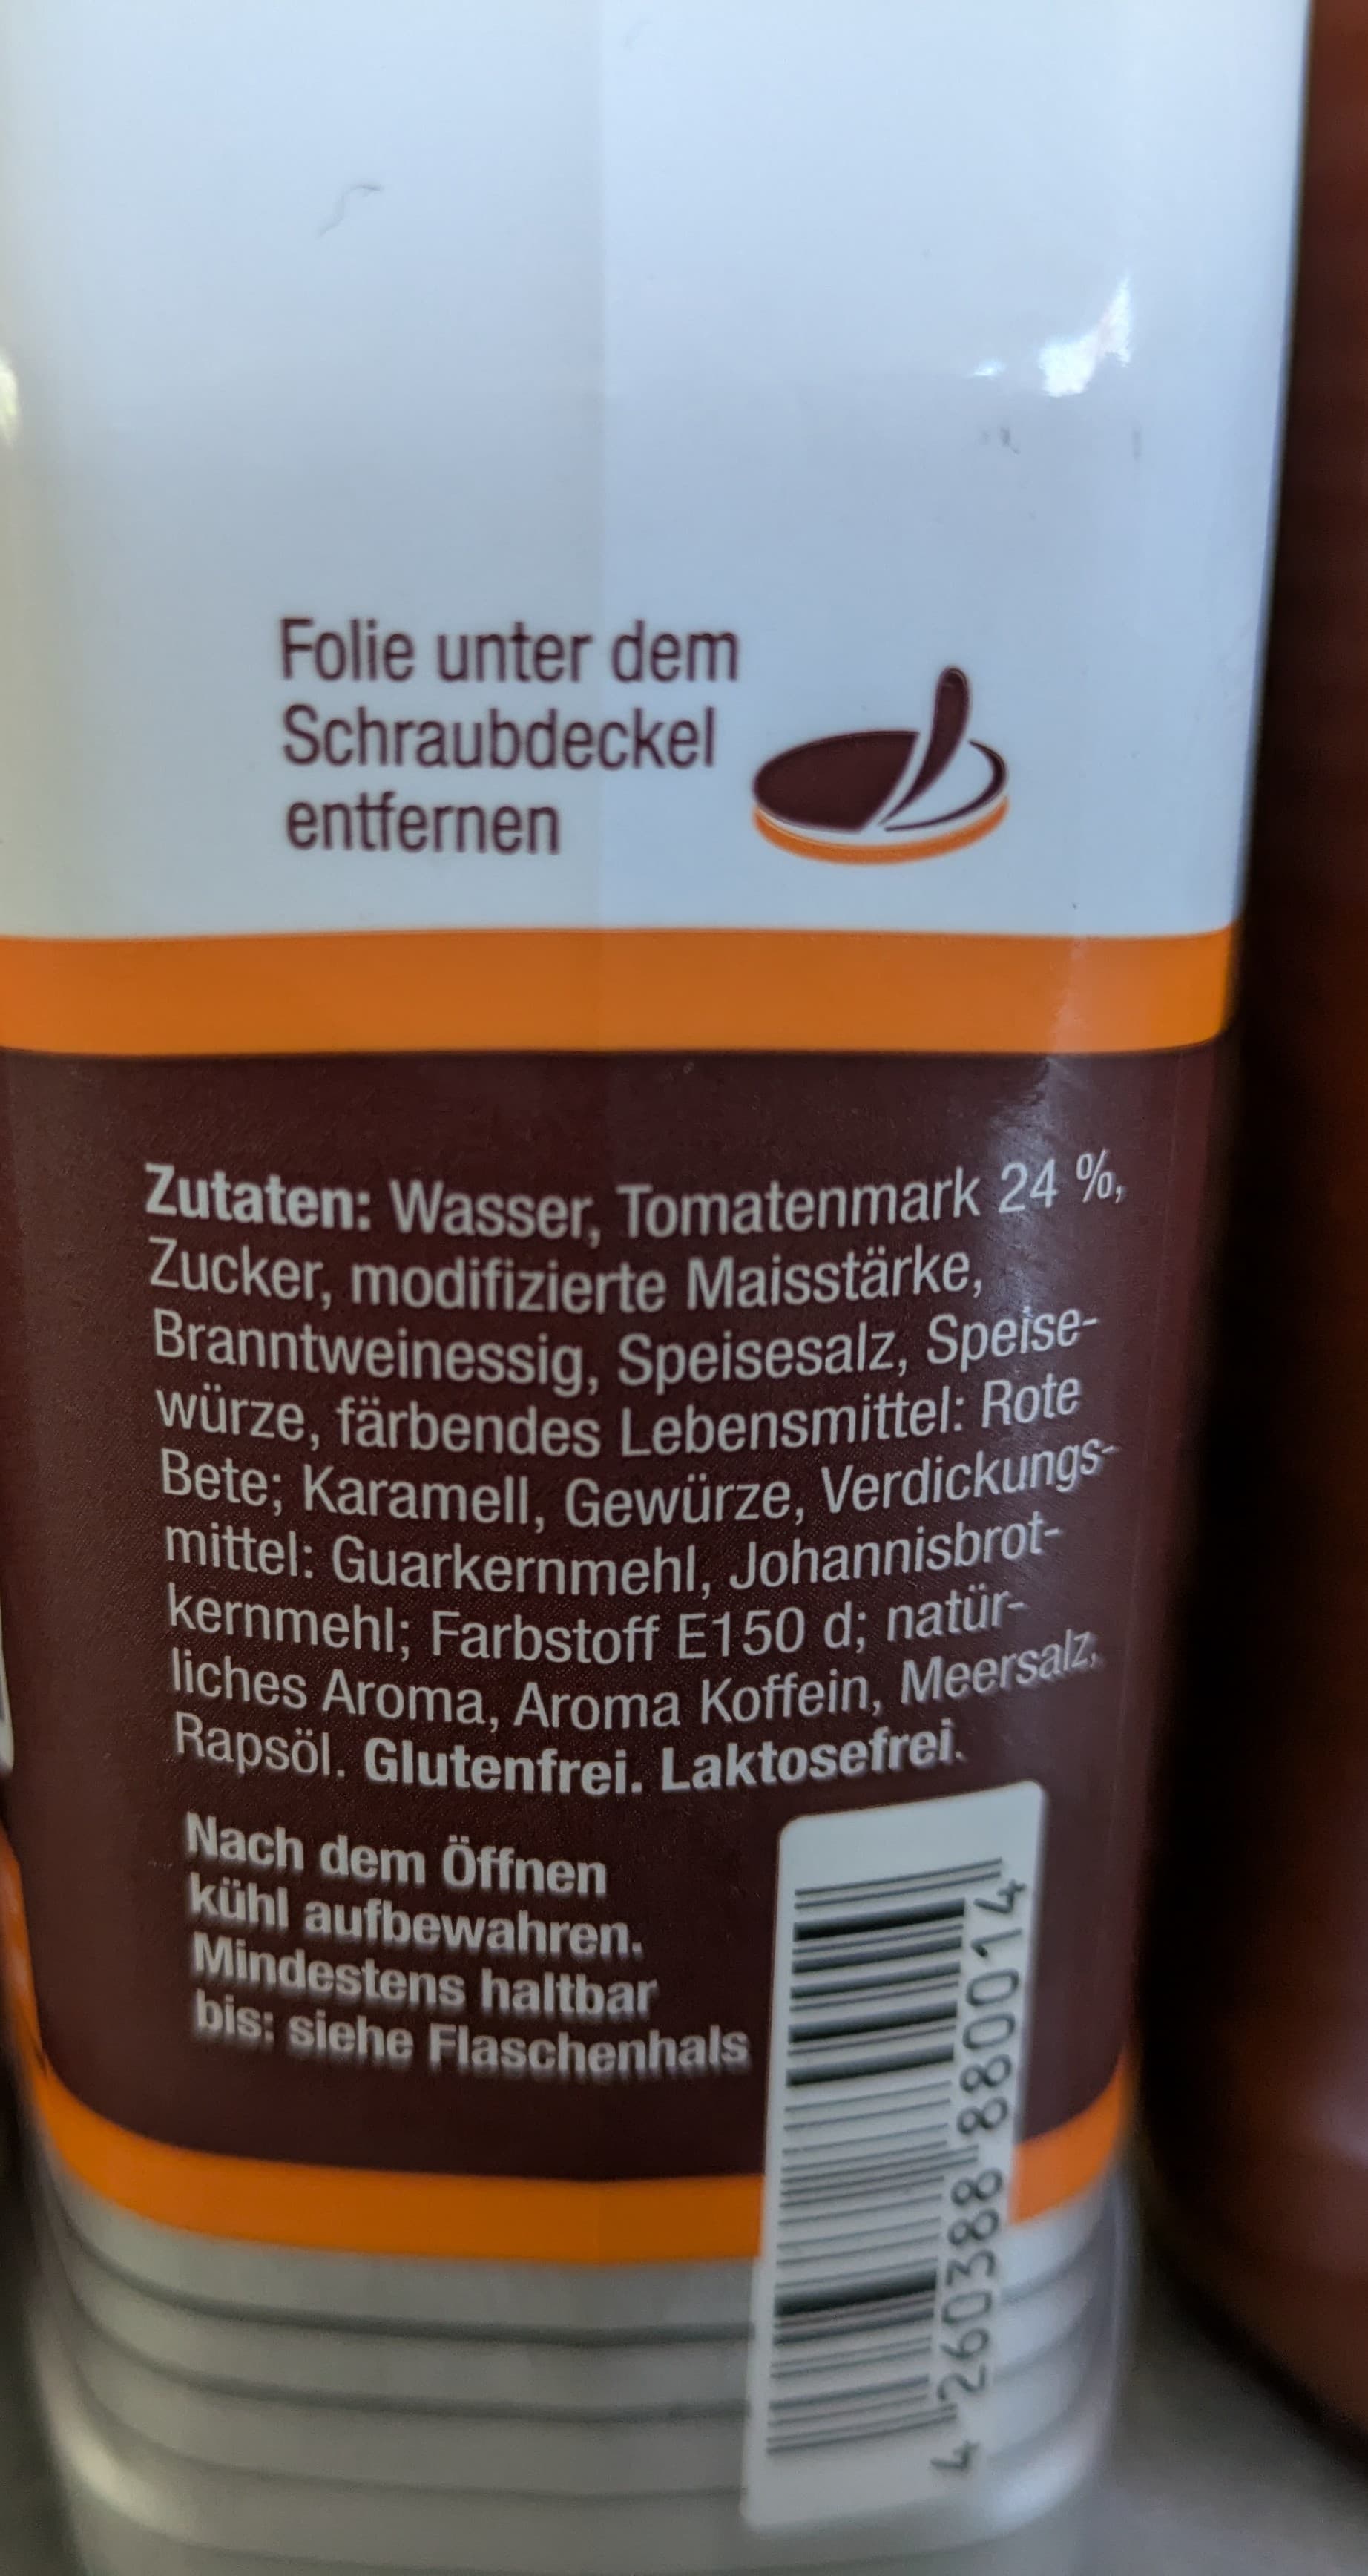 Folie unter dem
Schraubdeckel
entfernen
Zutaten: Wasser, Tomatenmark 24 %,
Zucker, modifizierte Maisstärke,
Branntweinessig, Speisesalz, Speise-
würze, färbendes Lebensmittel: Rote
Bete; Karamell, Gewürze, Verdickungs-
mittel: Guarkernmehl, Johannisbrot-
kernmehl; Farbstoff E150 d; natür-
liches Aroma, Aroma Koffein, Meersalz,
Rapsöl. Glutenfrei. Laktosefrei.
Nach dem Öffnen
kühl aufbewahren.
Mindestens haltbar
bis: siehe Flaschenhals
4 260388 880014